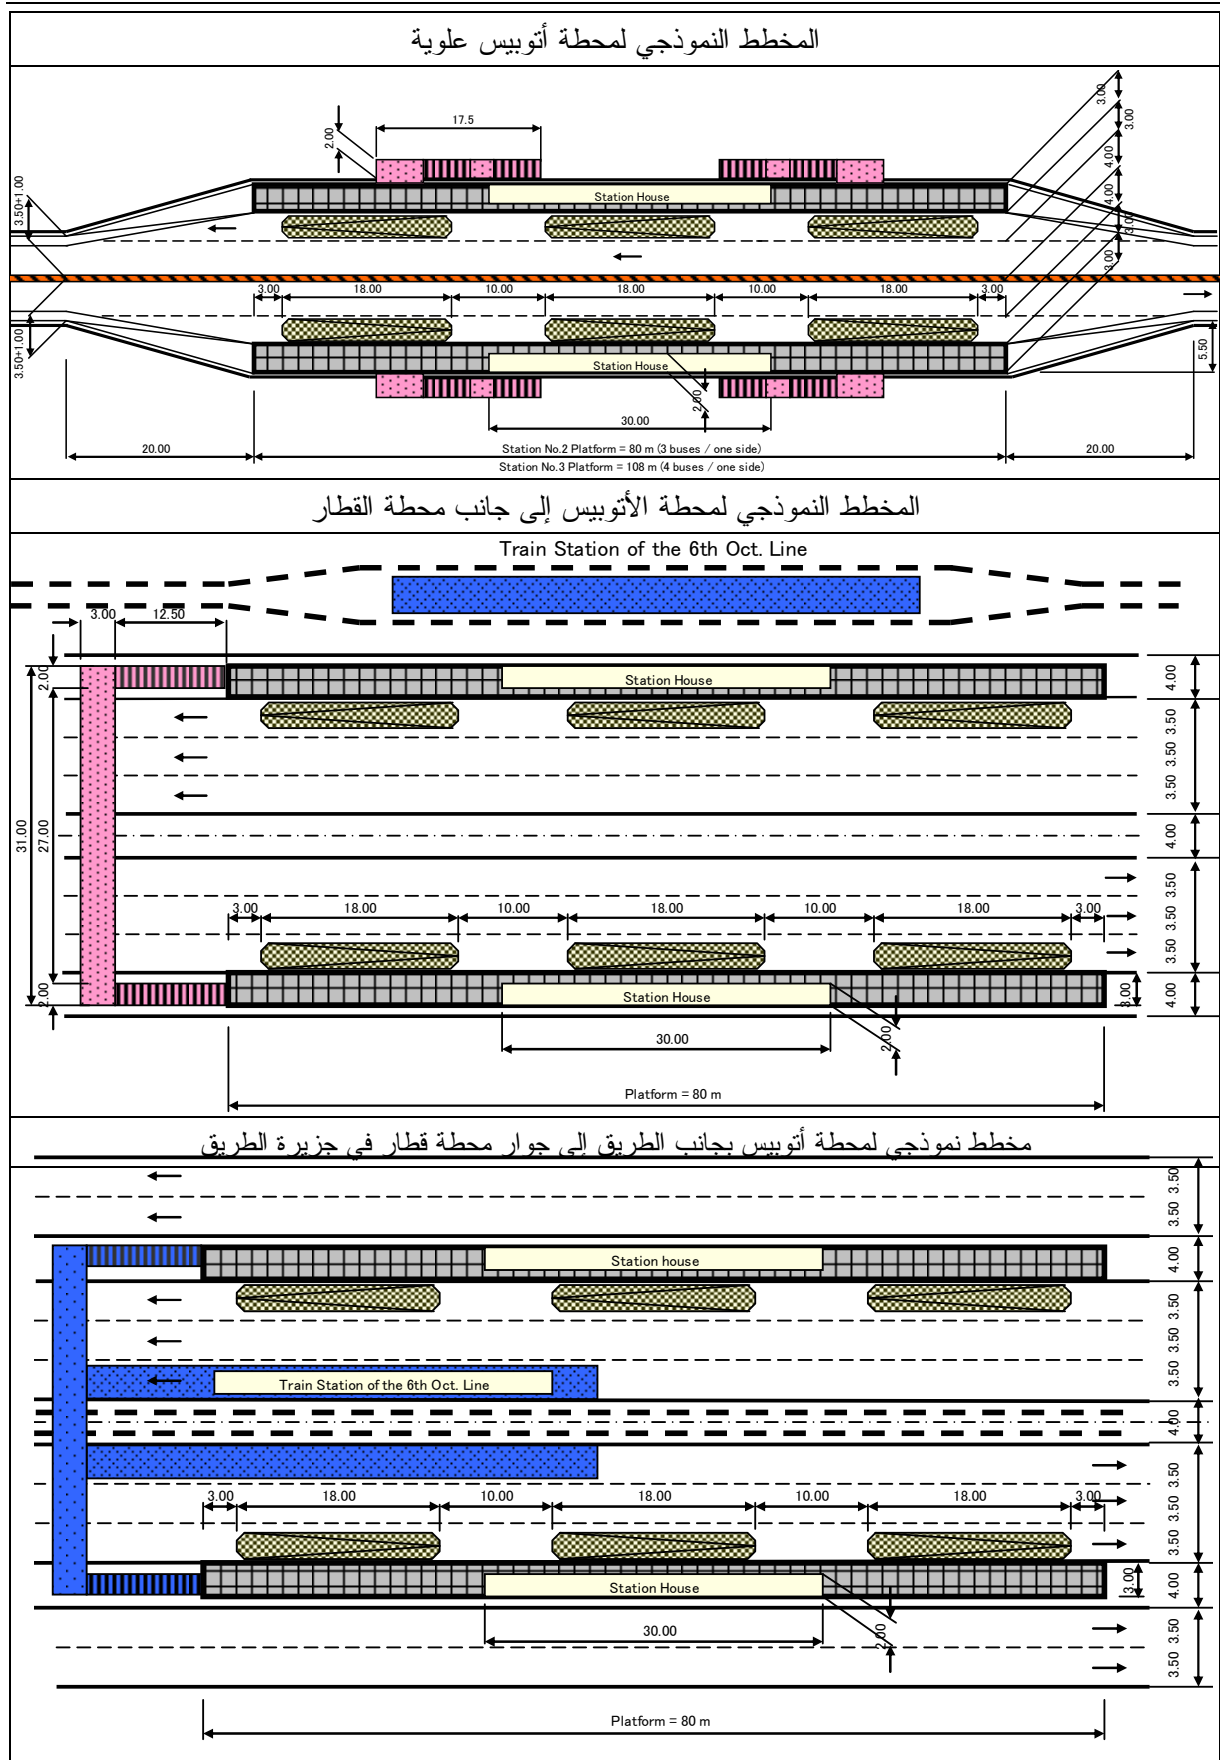 المخطط النموذجي لمحطة أتوبيس علوية
3.00
3.00
17.5
2.00
4.00
4.00
3.50+1.00
Station House
3.00
3.00
3.00 18.00 10.00 18.00 10.00 18.00 3.00
3.50+1.00
5.50
Station House
2.00
30.00
20.00
Station No.2 Platform = 80 m (3 buses / one side)
20.00
Station No.3 Platform = 108 m (4 buses / one side)
المخطط النموذجي لمحطة الأتوبيس إلى جانب محطة القطار
Train Station of the 6th Oct. Line
3.00 12.50
2.00
Station House
4.00
3.50
3.50
3.50
31.00
27.00
4.00
3.50
3.50
3.50
3.00 18.00 10.00 18.00 10.00 18.00 3.00
2.00
Station House
3.00
4.00
2.00
30.00
Platform = 80 m
مخطط نموذجي لمحطة أتوبيس بجانب الطريق إلى جوار محطة قطار في جزيرة الطريق
3.50
3.50
Station house
4.00
3.50
3.50
3.50
Train Station of the 6th Oct. Line
4.00
3.50
3.50
3.50
3.00 18.00 10.00 18.00 10.00 18.00 3.00
Station House
3.00
4.00
30.00
2.00
3.50
3.50
Platform = 80 m